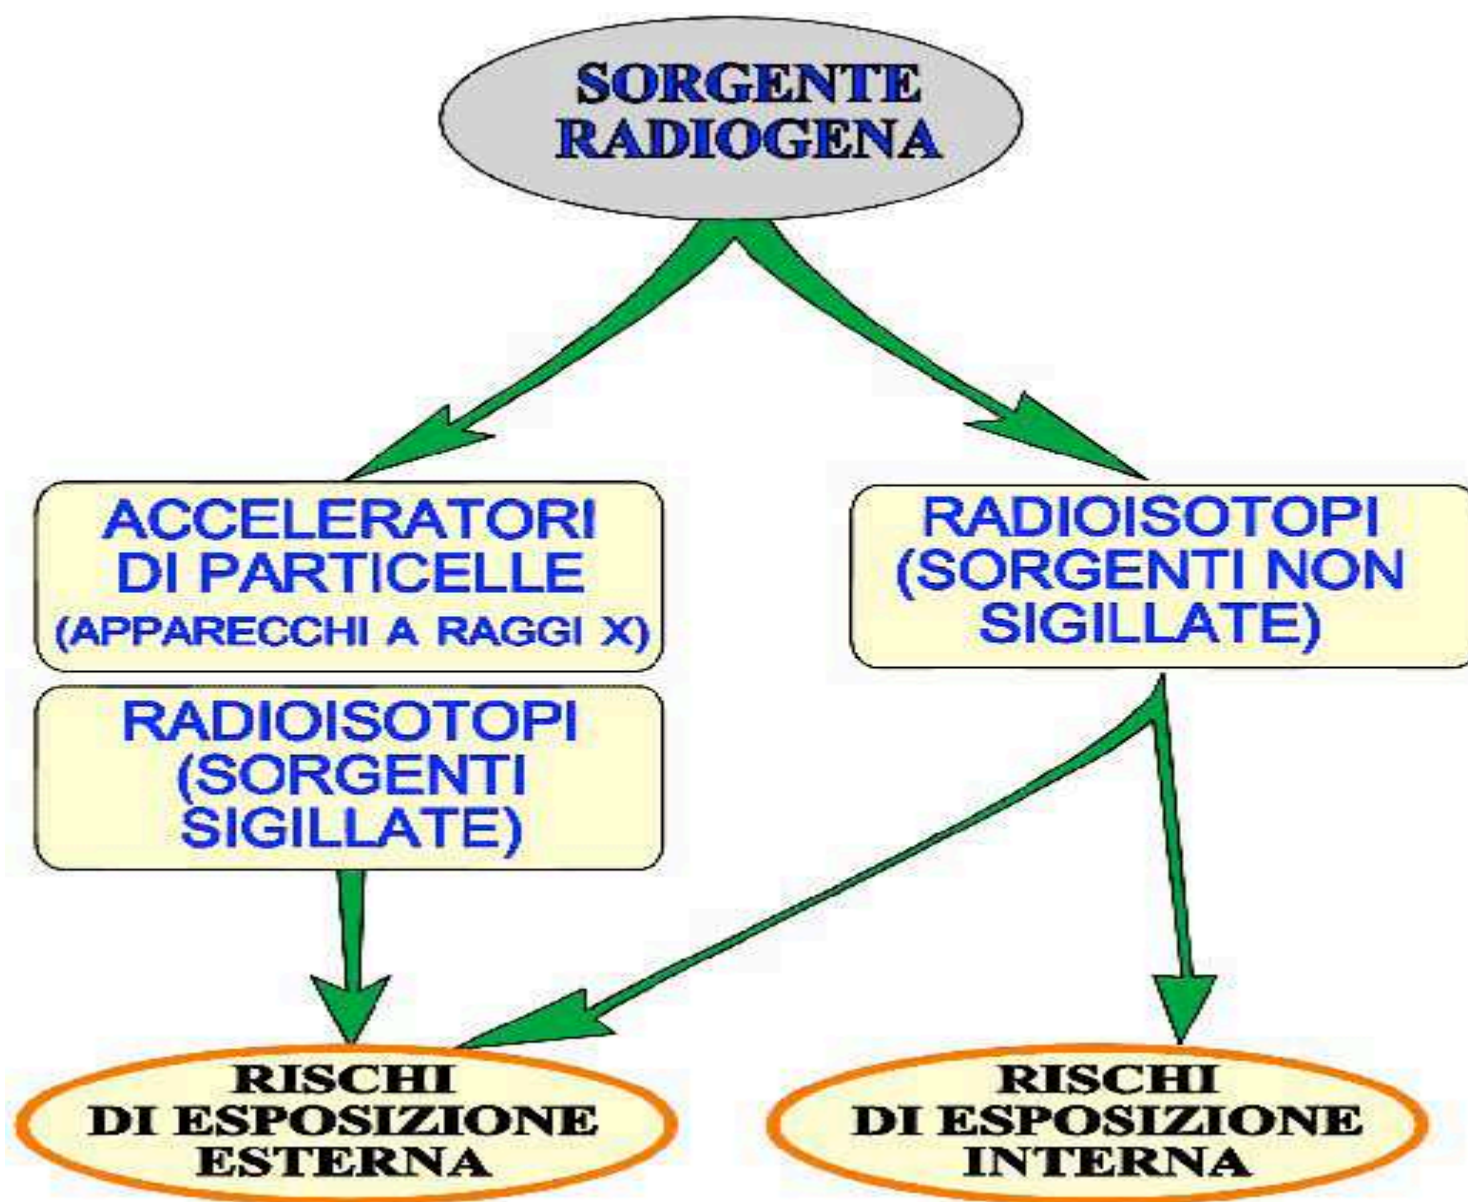 SORGENTE
RADIOGENA
ACCELERATORI
DI PARTICELLE
(APPARECCHI A RAGGI X)
RADIOISOTOPI
(SORGENTI
SIGILLATE)
RADIOISOTOPI
(SORGENTI NON
SIGILLATE)
RISCHI
DI ESPOSIZIONE
ESTERNA
RISCHI
DI ESPOSIZIONE
INTERNA